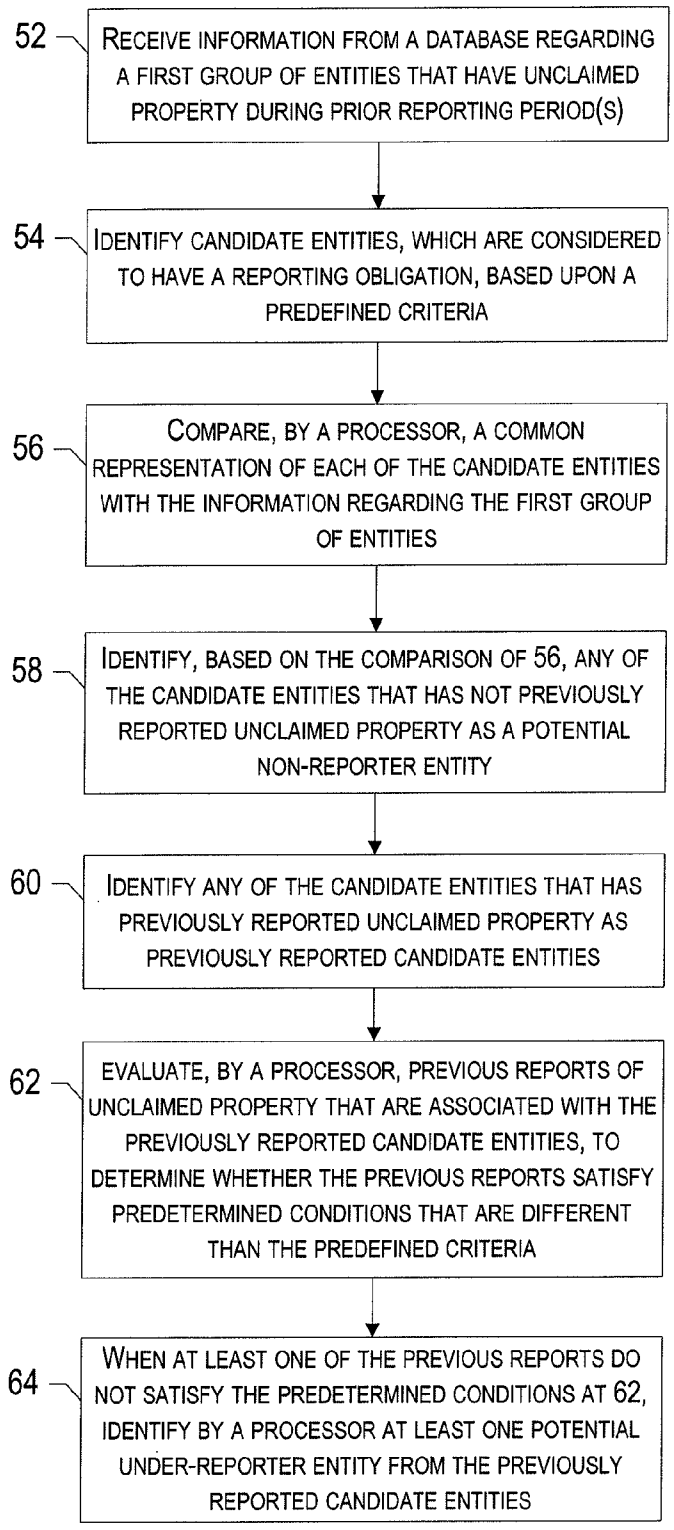 52
RECEIVE INFORMATION FROM A DATABASE REGARDING
A FIRST GROUP OF ENTITIES THAT HAVE UNCLAIMED
PROPERTY DURING PRIOR REPORTING PERIOD(S)
54
IDENTIFY CANDIDATE ENTITIES, WHICH ARE CONSIDERED
TO HAVE A REPORTING OBLIGATION, BASED UPON A
PREDEFINED CRITERIA
56
COMPARE, BY A PROCESSOR, A COMMON
REPRESENTATION OF EACH OF THE CANDIDATE ENTITIES
WITH THE INFORMATION REGARDING THE FIRST GROUP
OF ENTITIES
58
IDENTIFY, BASED ON THE COMPARISON OF 56, ANY OF
THE CANDIDATE ENTITIES THAT HAS NOT PREVIOUSLY
REPORTED UNCLAIMED PROPERTY AS A POTENTIAL
NON-REPORTER ENTITY
60
IDENTIFY ANY OF THE CANDIDATE ENTITIES THAT HAS
PREVIOUSLY REPORTED UNCLAIMED PROPERTY AS
PREVIOUSLY REPORTED CANDIDATE ENTITIES
62
EVALUATE, BY A PROCESSOR, PREVIOUS REPORTS OF
UNCLAIMED PROPERTY THAT ARE ASSOCIATED WITH THE
PREVIOUSLY REPORTED CANDIDATE ENTITIES, TO
DETERMINE WHETHER THE PREVIOUS REPORTS SATISFY
PREDETERMINED CONDITIONS THAT ARE DIFFERENT
THAN THE PREDEFINED CRITERIA
64
WHEN AT LEAST ONE OF THE PREVIOUS REPORTS DO
NOT SATISFY THE PREDETERMINED CONDITIONS AT 62,
IDENTIFY BY A PROCESSOR AT LEAST ONE POTENTIAL
UNDER-REPORTER ENTITY FROM THE PREVIOUSLY
REPORTED CANDIDATE ENTITIES